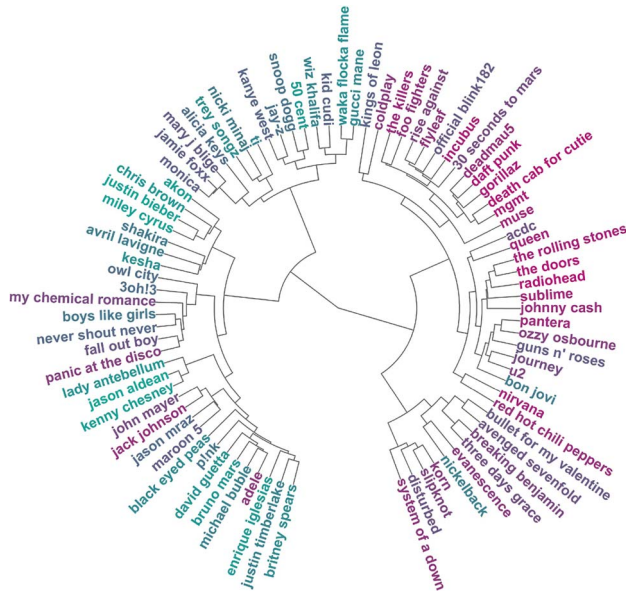 britney spears
justin timberlake
enrique iglesias
adele
michael buble
bruno mars
david guetta
p!nk
black eyed peas
maroon 5
jason mraz
jack johnson
john mayer
kenny chesney
jason aldean
lady antebellum
panic at the disco
fall out boy
never shout never
boys like girls
my chemical romance
3oh!3
owl city
kesha
avril lavigne
shakira
miley cyrus
justin bieber
chris brown
akon
monica
jamie foxx
mary j blige
alicia keys
trey songz
nicki minaj
ti
kanye west
jay-z
snoop dogg
50 cent
wiz khalifa
kid cudi
waka flocka flame
gucci mane
kings of leon
coldplay
the killers
foo fighters
rise against
flyleaf
official blink182
incubus
30 seconds to mars
deadmau5
daft punk
gorillaz
death cab for cutie
mgmt
muse
acdc
queen
the rolling stones
the doors
radiohead
sublime
johnny cash
pantera
ozzy osbourne
guns n' roses
journey
u2
bon jovi
nirvana
red hot chili peppers
bullet for my valentine
avenged sevenfold
breaking benjamin
three days grace
evanescence
nickelback
korn
slipknot
disturbed
system of a down